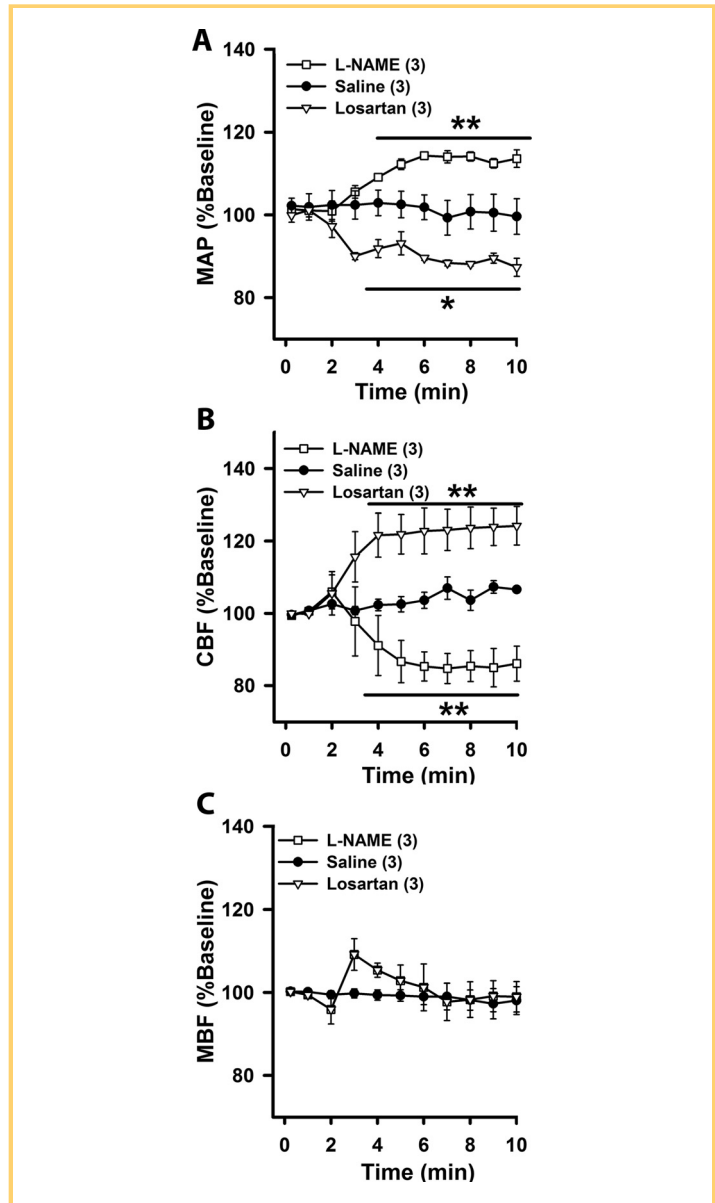 A
140
120
100
80
MAP (%Baseline)
L-NAME (3)
Saline (3)
Losartan (3)
**
*
0 2 4 6 8 10
Time (min)
B
140
120
100
80
CBF (%Baseline)
L-NAME (3)
Saline (3)
Losartan (3)
**
**
0 2 4 6 8 10
Time (min)
C
140
120
100
80
MBF (%Baseline)
L-NAME (3)
Saline (3)
Losartan (3)
0 2 4 6 8 10
Time (min)